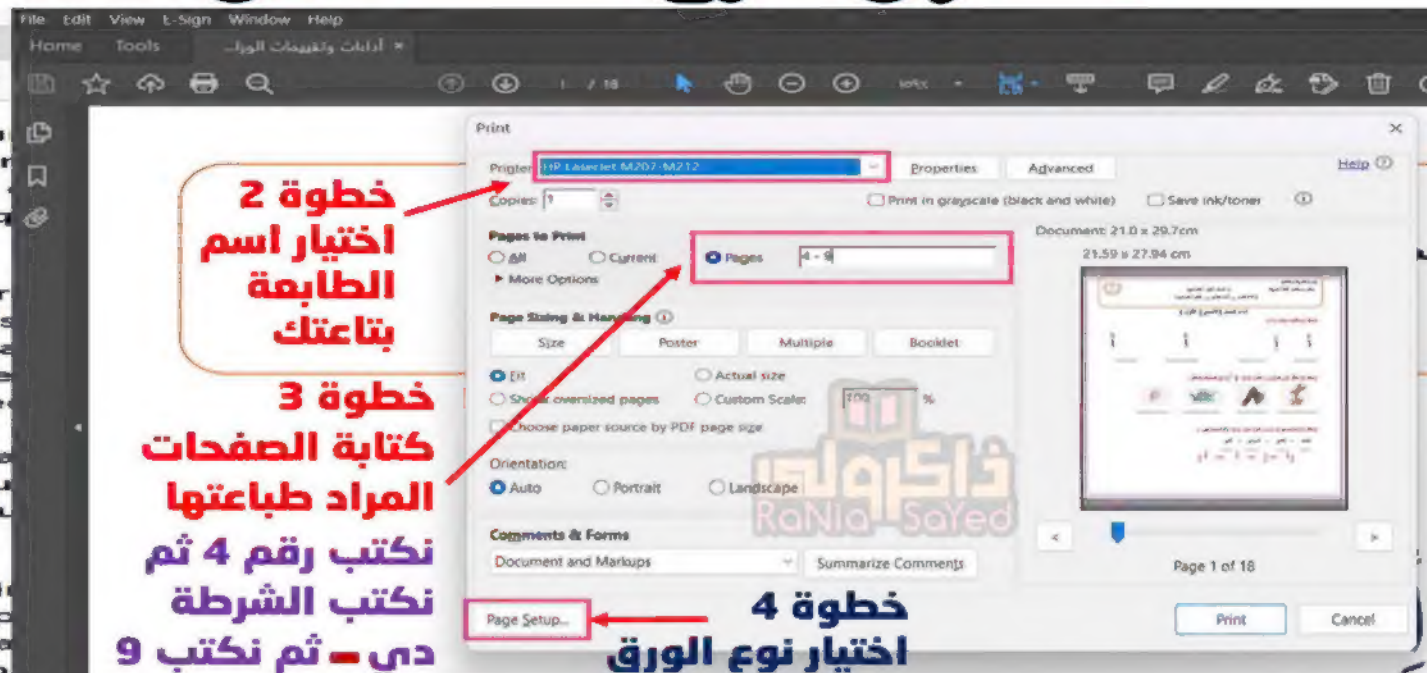 File Edit View E-Sign Window Help
Home Tools أداءات وتقييمات الورا... ×
1 / 18
Print
Printer: HP LaserJet M207-M212 Properties Advanced Help
Copies: 1 Print in grayscale (black and white) Save ink/toner
Pages to Print
All Current Pages 4 - 9
More Options
Page Sizing & Handling
Size Poster Multiple Booklet
Fit Actual size
oversized pages Custom Scale: 100 %
Choose paper source by PDF page size
Orientation:
Auto Portrait Landscape
Comments & Forms
Document and Markups Summarize Comments
Page Setup...
Document: 21.0 x 29.7cm
21.59 x 27.94 cm
< >
Page 1 of 18
Print Cancel
خطوة 2
اختيار اسم
الطابعة
بتاعتك
خطوة 3
كتابة الصفحات
المراد طباعتها
نكتب رقم 4 ثم
نكتب الشرطة
دي - ثم نكتب 9
خطوة 4
اختيار نوع الورق
ذاكرولي
RaNia SaYed